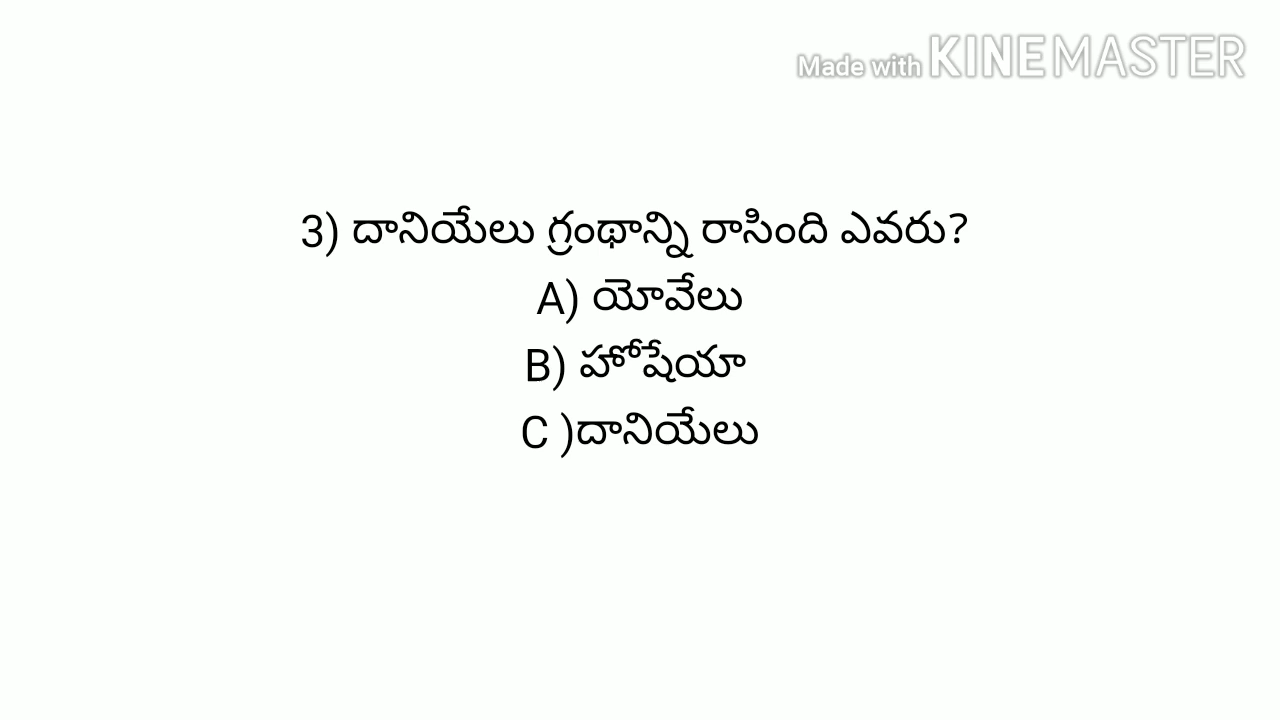 Made with KINEMASTER
3) దానియేలు గ్రంథాన్ని రాసింది ఎవరు?
A) యోవేలు
B) హోషేయా
C )దానియేలు